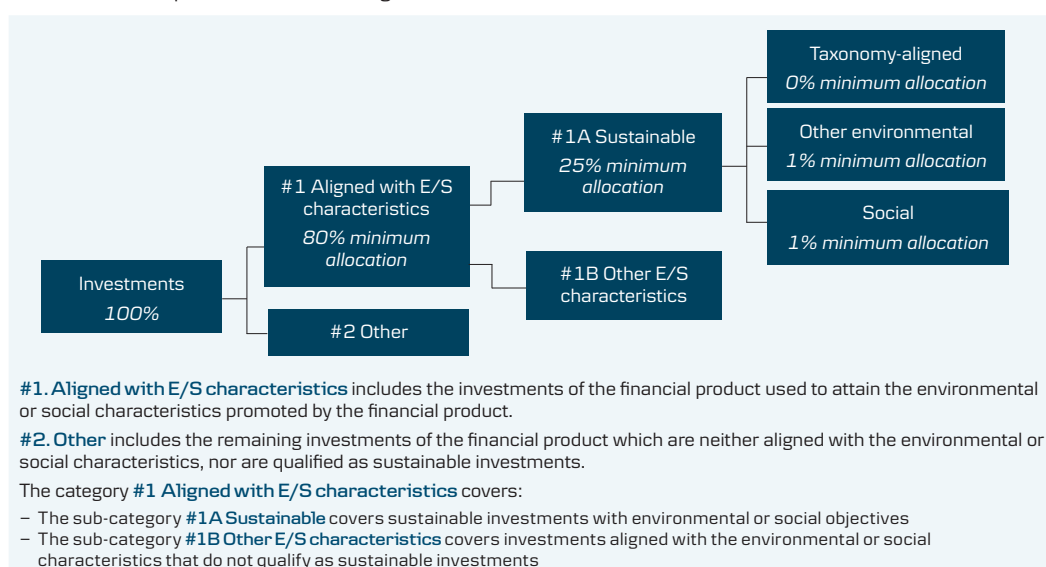 Taxonomy-aligned
0% minimum allocation
#1A Sustainable
25% minimum
allocation
Other environmental
1% minimum allocation
#1 Aligned with E/S
characteristics
80% minimum
allocation
Social
1% minimum allocation
Investments
100%
#1B Other E/S
characteristics
#2 Other
#1. Aligned with E/S characteristics includes the investments of the financial product used to attain the environmental
or social characteristics promoted by the financial product.
#2. Other includes the remaining investments of the financial product which are neither aligned with the environmental or
social characteristics, nor are qualified as sustainable investments.
The category #1 Aligned with E/S characteristics covers:
– The sub-category #1A Sustainable covers sustainable investments with environmental or social objectives
– The sub-category #1B Other E/S characteristics covers investments aligned with the environmental or social
characteristics that do not qualify as sustainable investments